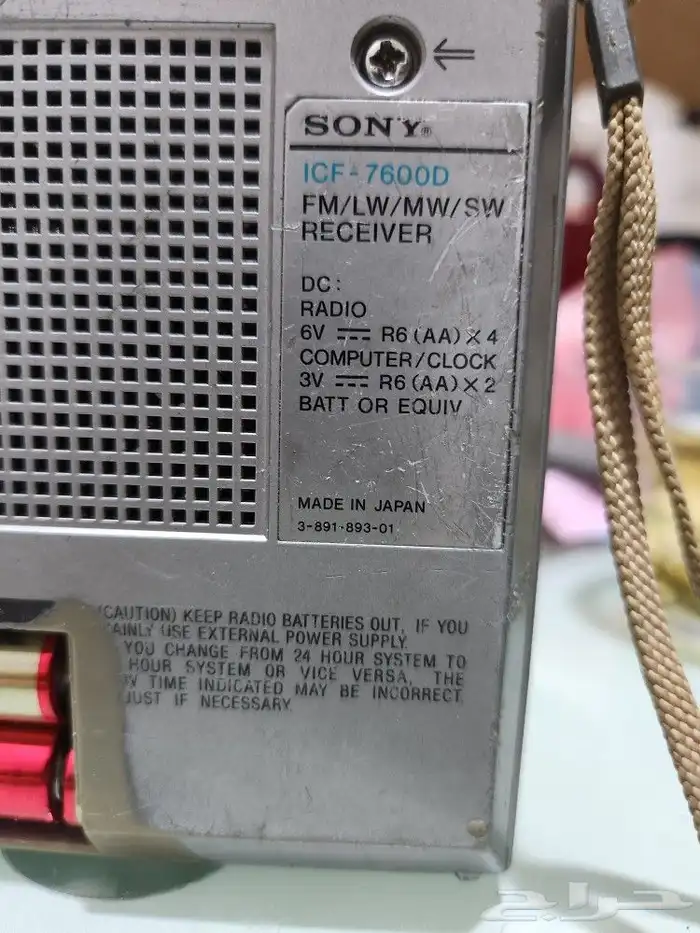 SONY®
ICF-7600D
FM/LW/MW/SW
RECEIVER
DC:
RADIO
6V ⎓ R6 (AA) X 4
COMPUTER/CLOCK
3V ⎓ R6 (AA) X 2
BATT OR EQUIV
MADE IN JAPAN
3-891-893-01
(CAUTION) KEEP RADIO BATTERIES OUT, IF YOU
AINLY USE EXTERNAL POWER SUPPLY.
YOU CHANGE FROM 24 HOUR SYSTEM TO
HOUR SYSTEM OR VICE VERSA, THE
TIME INDICATED MAY BE INCORRECT.
JUST IF NECESSARY.
حراج